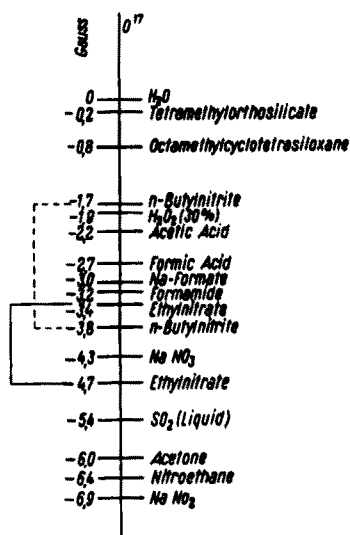 Gauss
O¹⁷
0 H₂O
-0,2 Tetramethylorthosilicate
-0,8 Octamethylcyclotetrasiloxane
-1,7 n-Butylnitrite
-1,9 H₂O₂ (30%)
-2,2 Acetic Acid
-2,7 Formic Acid
-3,0 Na-Formate
-3,2 Formamide
-3,4 Ethylnitrate
-3,8 n-Butylnitrite
-4,3 Na NO₃
-4,7 Ethylnitrate
-5,4 SO₂ (Liquid)
-6,0 Acetone
-6,4 Nitroethane
-6,9 Na NO₂